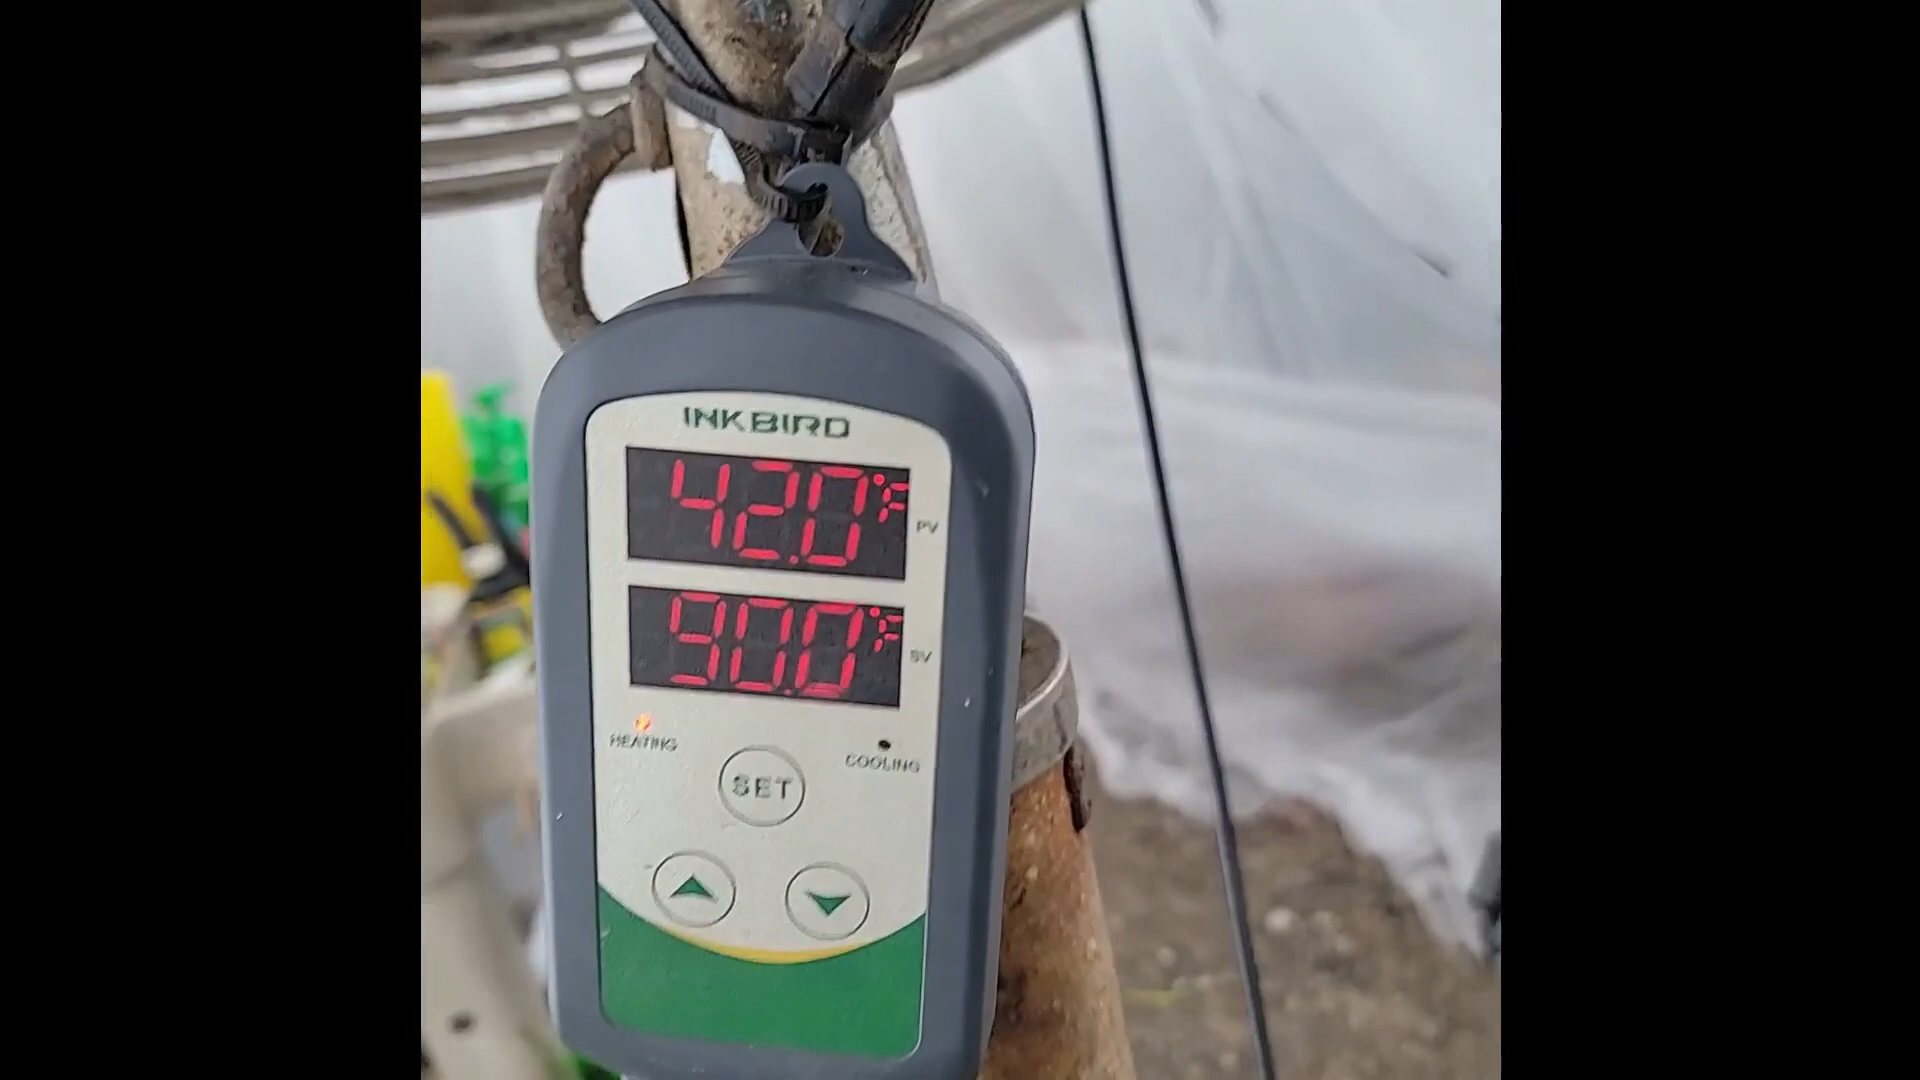 INKBIRD
42.0°F PV
90.0°F SV
HEATING
COOLING
SET